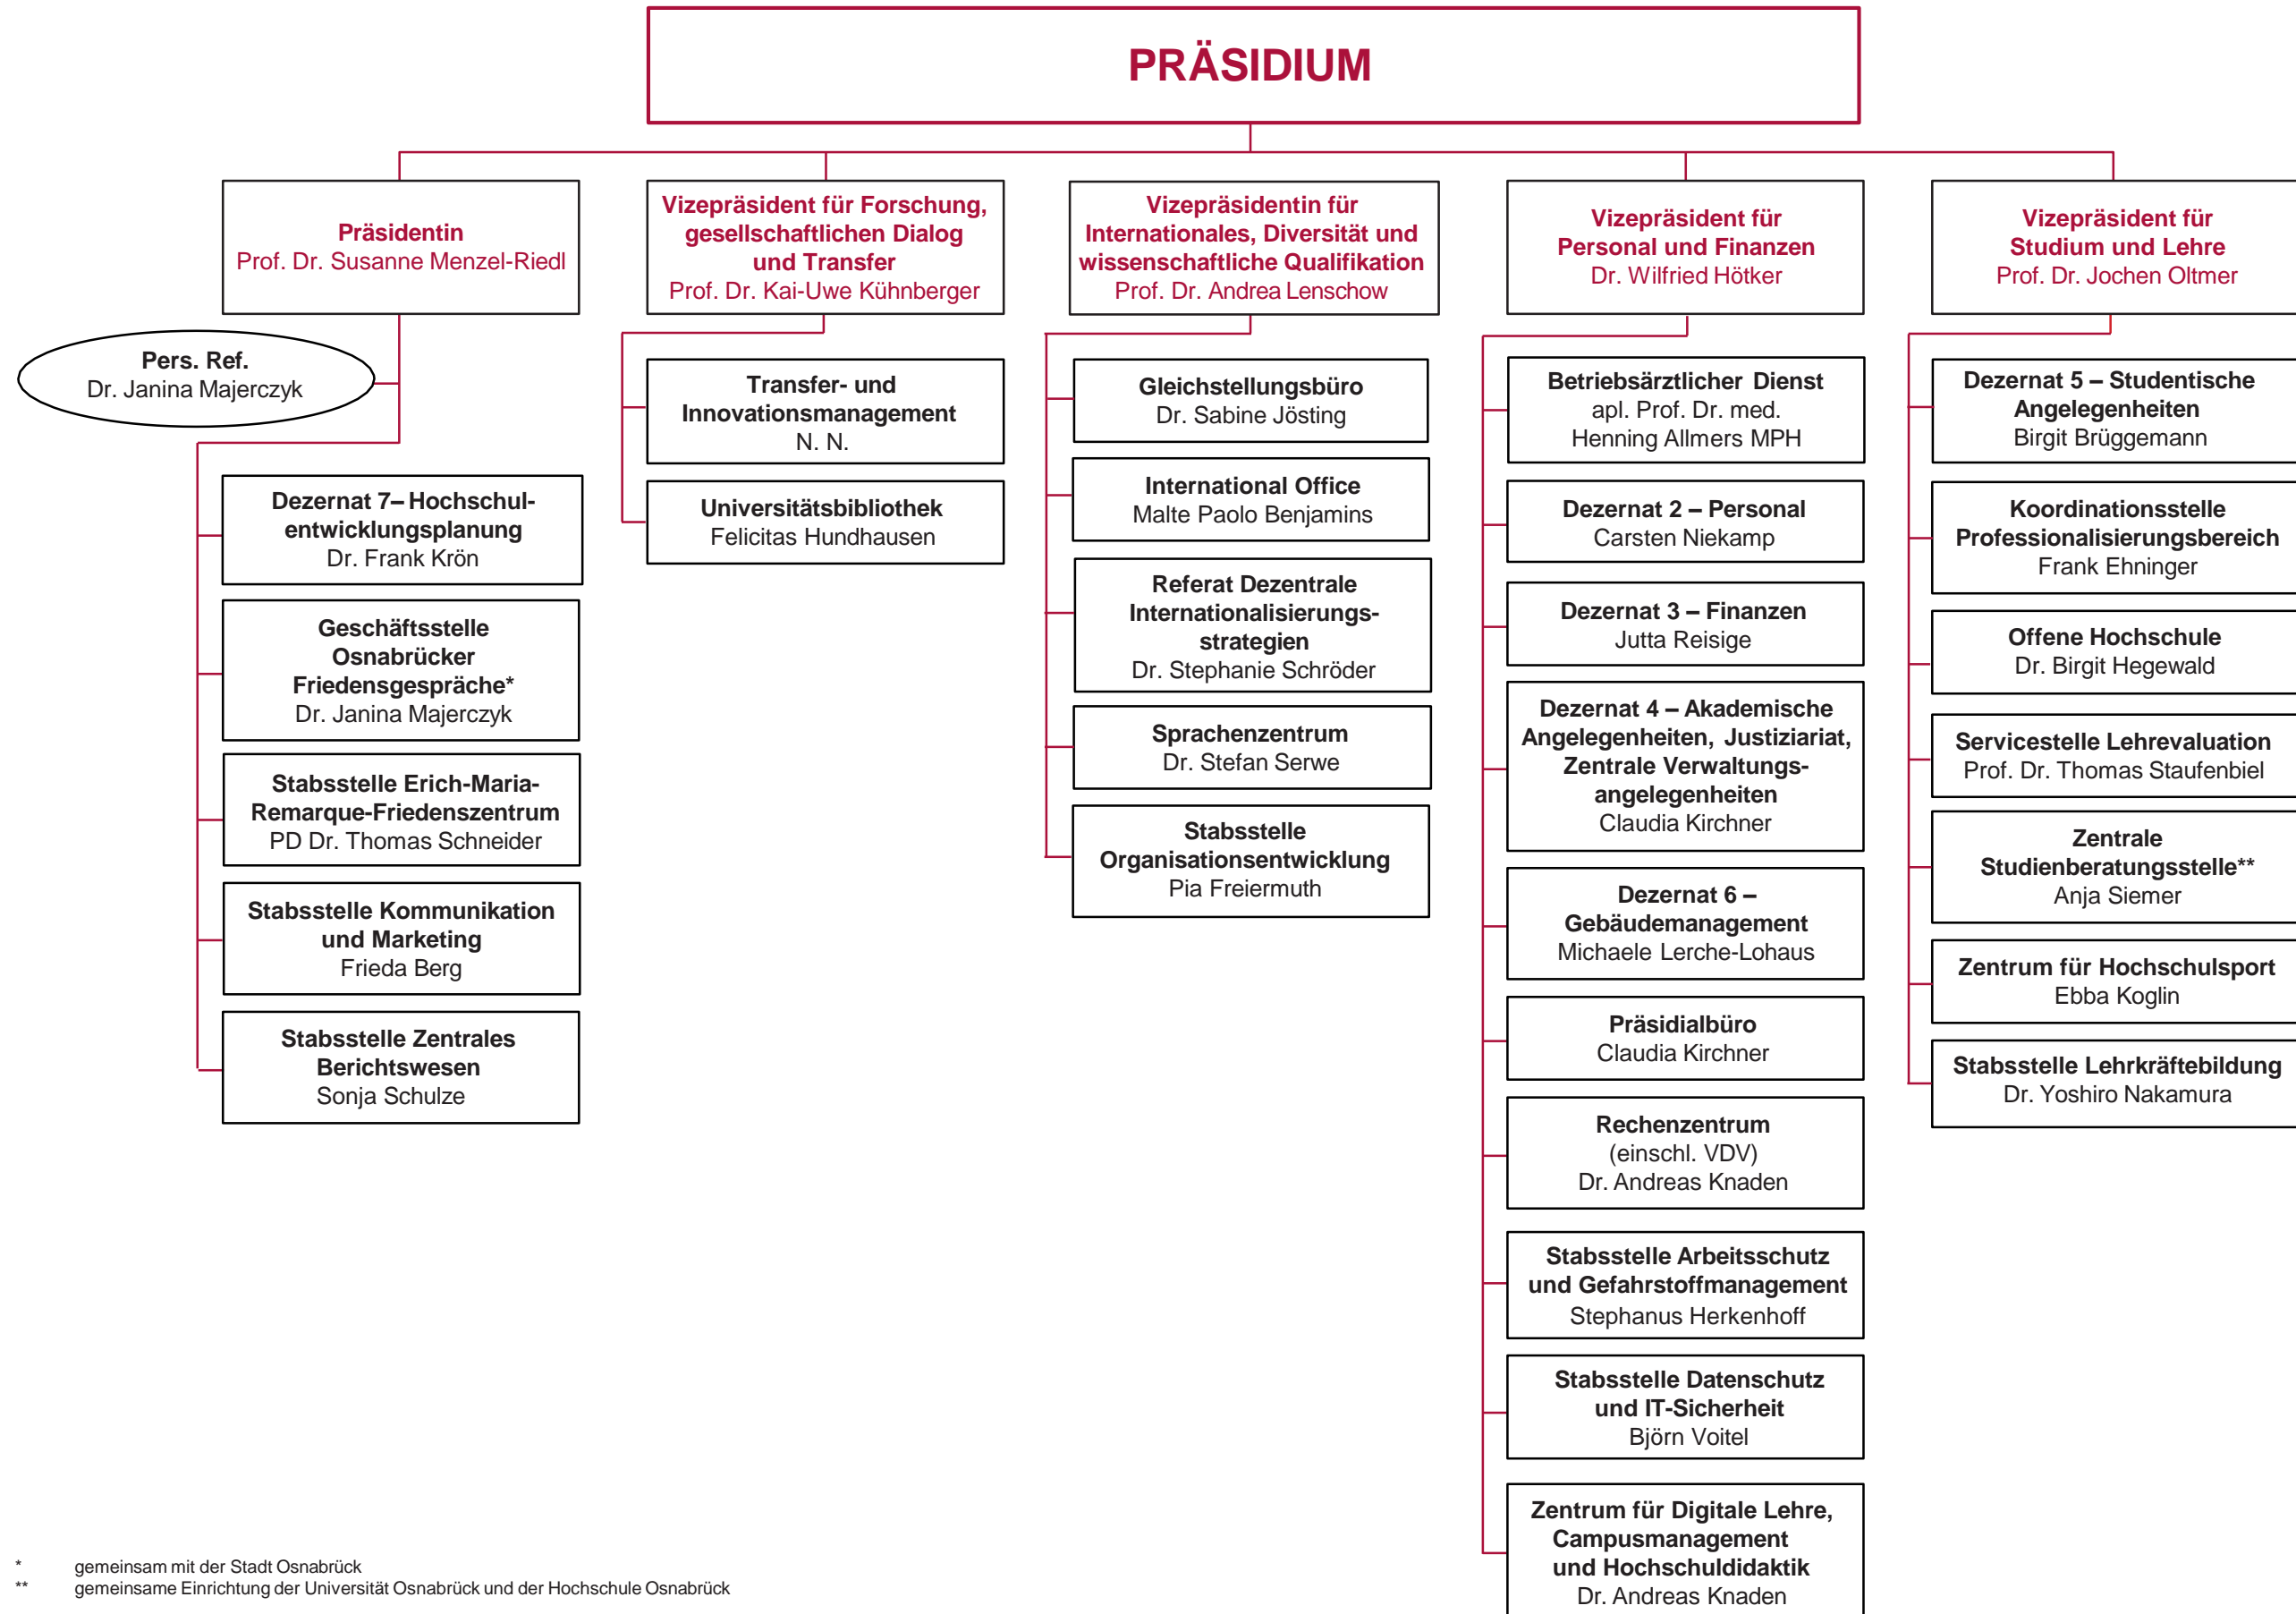 PRÄSIDIUM
Präsidentin
Prof. Dr. Susanne Menzel-Riedl
Pers. Ref.
Dr. Janina Majerczyk
Dezernat 7– Hochschul-
entwicklungsplanung
Dr. Frank Krön
Geschäftsstelle
Osnabrücker
Friedensgespräche*
Dr. Janina Majerczyk
Stabsstelle Erich-Maria-
Remarque-Friedenszentrum
PD Dr. Thomas Schneider
Stabsstelle Kommunikation
und Marketing
Frieda Berg
Stabsstelle Zentrales
Berichtswesen
Sonja Schulze
Vizepräsident für Forschung,
gesellschaftlichen Dialog
und Transfer
Prof. Dr. Kai-Uwe Kühnberger
Transfer- und
Innovationsmanagement
N. N.
Universitätsbibliothek
Felicitas Hundhausen
Vizepräsidentin für
Internationales, Diversität und
wissenschaftliche Qualifikation
Prof. Dr. Andrea Lenschow
Gleichstellungsbüro
Dr. Sabine Jösting
International Office
Malte Paolo Benjamins
Referat Dezentrale
Internationalisierungs-
strategien
Dr. Stephanie Schröder
Sprachenzentrum
Dr. Stefan Serwe
Stabsstelle
Organisationsentwicklung
Pia Freiermuth
Vizepräsident für
Personal und Finanzen
Dr. Wilfried Hötker
Betriebsärztlicher Dienst
apl. Prof. Dr. med.
Henning Allmers MPH
Dezernat 2 – Personal
Carsten Niekamp
Dezernat 3 – Finanzen
Jutta Reisige
Dezernat 4 – Akademische
Angelegenheiten, Justiziariat,
Zentrale Verwaltungs-
angelegenheiten
Claudia Kirchner
Dezernat 6 –
Gebäudemanagement
Michaele Lerche-Lohaus
Präsidialbüro
Claudia Kirchner
Rechenzentrum
(einschl. VDV)
Dr. Andreas Knaden
Stabsstelle Arbeitsschutz
und Gefahrstoffmanagement
Stephanus Herkenhoff
Stabsstelle Datenschutz
und IT-Sicherheit
Björn Voitel
Zentrum für Digitale Lehre,
Campusmanagement
und Hochschuldidaktik
Dr. Andreas Knaden
Vizepräsident für
Studium und Lehre
Prof. Dr. Jochen Oltmer
Dezernat 5 – Studentische
Angelegenheiten
Birgit Brüggemann
Koordinationsstelle
Professionalisierungsbereich
Frank Ehninger
Offene Hochschule
Dr. Birgit Hegewald
Servicestelle Lehrevaluation
Prof. Dr. Thomas Staufenbiel
Zentrale
Studienberatungsstelle**
Anja Siemer
Zentrum für Hochschulsport
Ebba Koglin
Stabsstelle Lehrkräftebildung
Dr. Yoshiro Nakamura
* gemeinsam mit der Stadt Osnabrück
** gemeinsame Einrichtung der Universität Osnabrück und der Hochschule Osnabrück